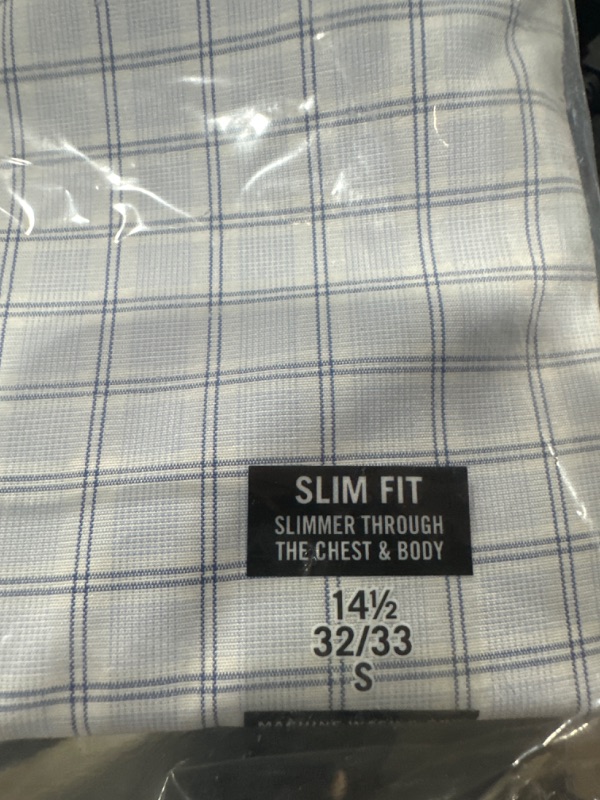 SLIM FIT
SLIMMER THROUGH
THE CHEST & BODY
14½
32/33
S